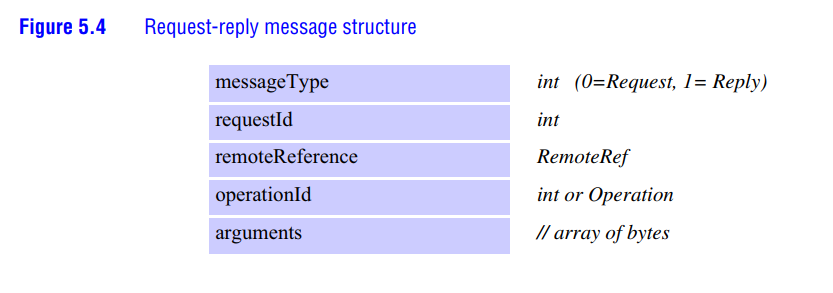 Figure 5.4 Request-reply message structure
messageType int (0=Request, 1= Reply)
requestId int
remoteReference RemoteRef
operationId int or Operation
arguments // array of bytes